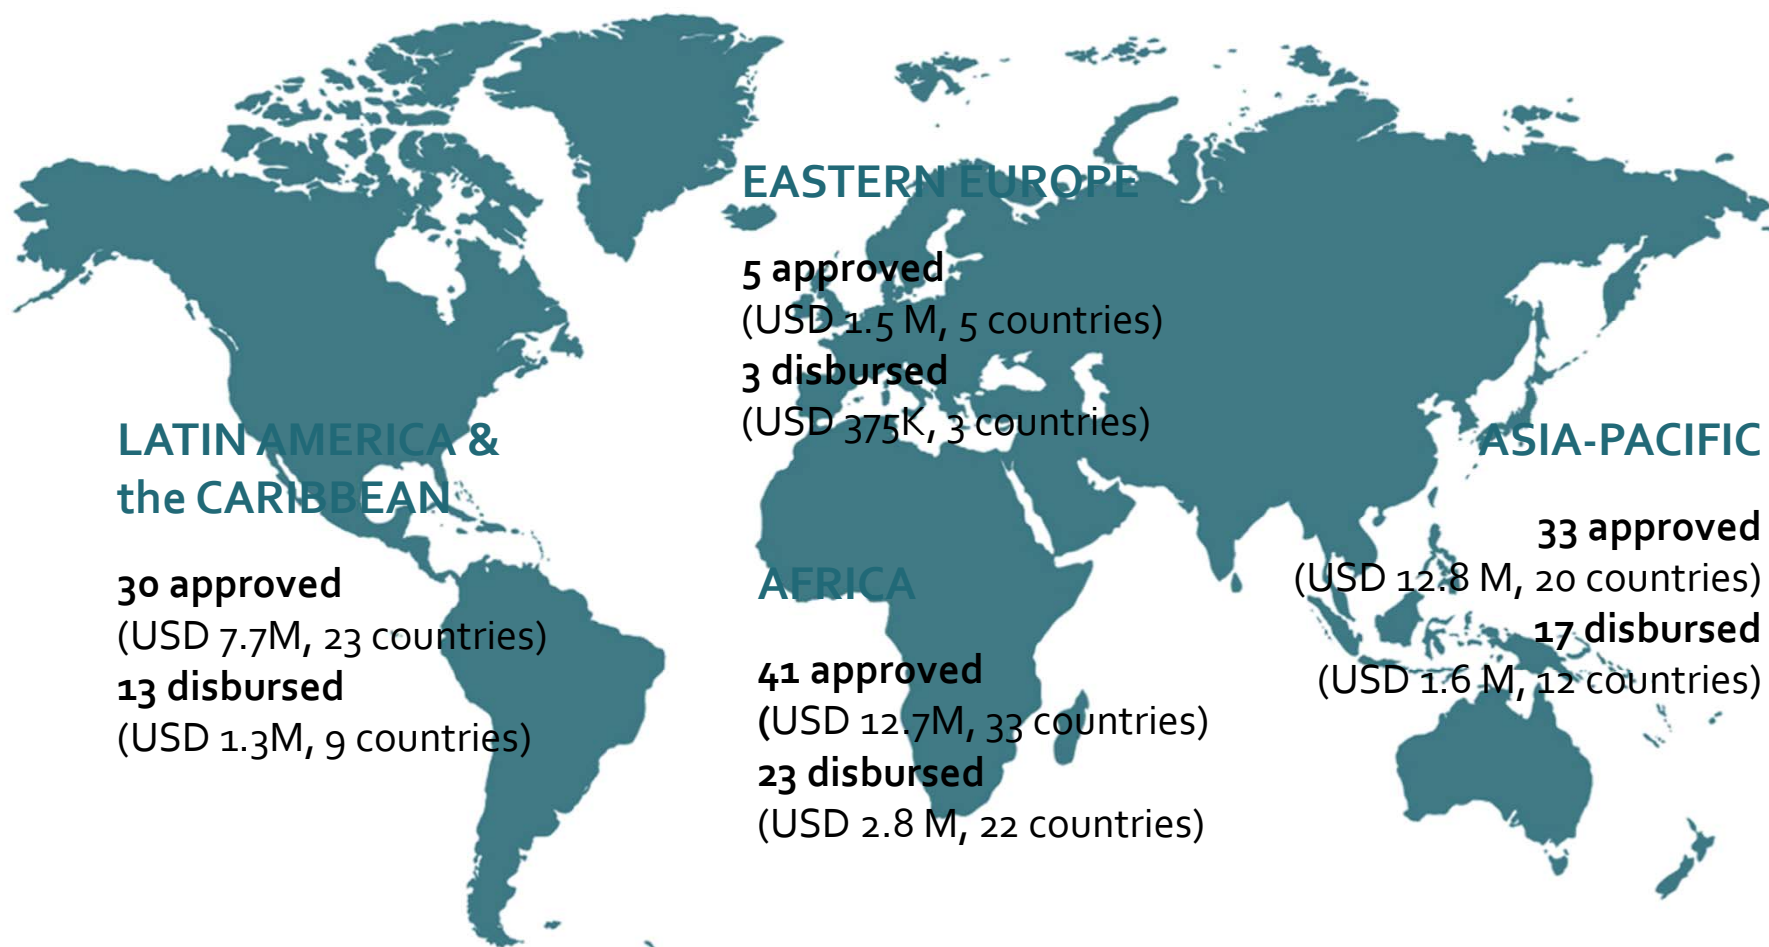 EASTERN EUROPE
5 approved
(USD 1.5 M, 5 countries)
3 disbursed
(USD 375K, 3 countries)
LATIN AMERICA &
the CARIBBEAN
30 approved
(USD 7.7M, 23 countries)
13 disbursed
(USD 1.3M, 9 countries)
AFRICA
41 approved
(USD 12.7M, 33 countries)
23 disbursed
(USD 2.8 M, 22 countries)
ASIA-PACIFIC
33 approved
(USD 12.8 M, 20 countries)
17 disbursed
(USD 1.6 M, 12 countries)